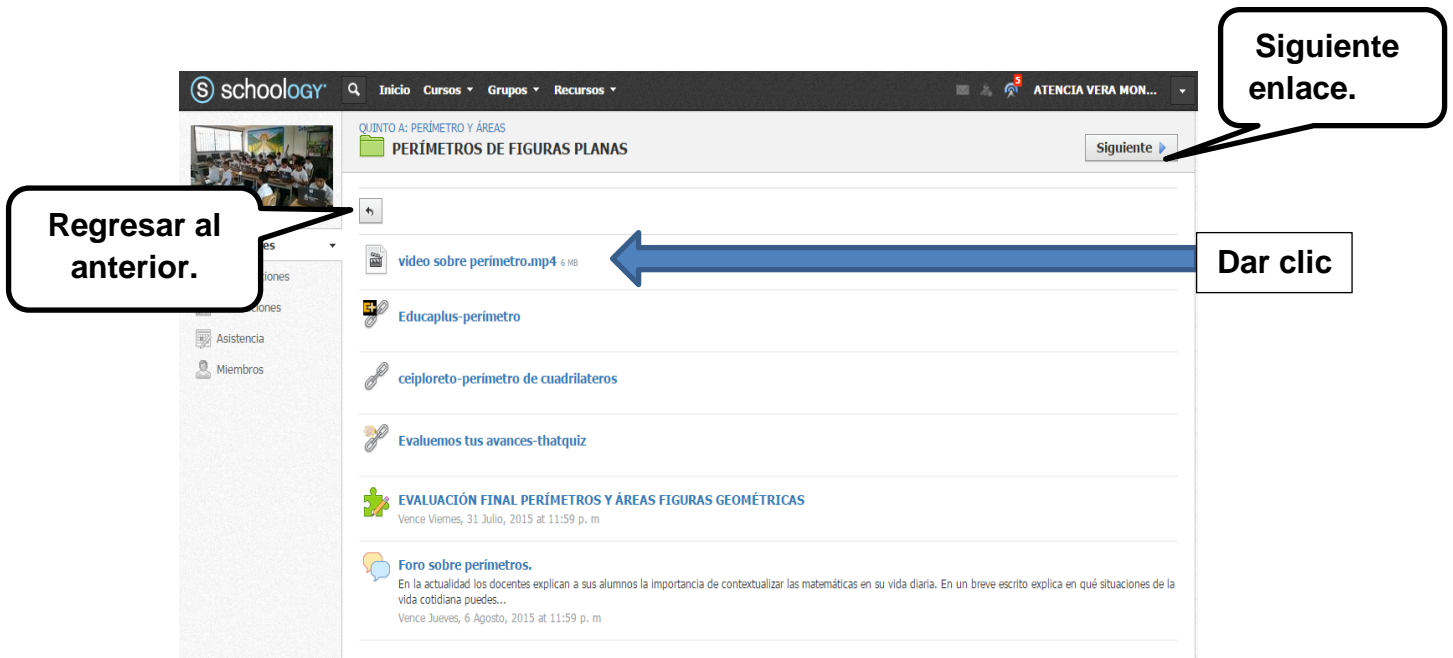 Siguiente
enlace.
schoology
Inicio Cursos Grupos Recursos
5
ATENCIA VERA MON...
QUINTO A: PERÍMETRO Y ÁREAS
PERÍMETROS DE FIGURAS PLANAS
Siguiente
Regresar al
anterior.
es
ciones
ciones
Asistencia
Miembros
video sobre perímetro.mp4 6 MB
Dar clic
Educaplus-perímetro
ceiploreto-perímetro de cuadrilateros
Evaluemos tus avances-thatquiz
EVALUACIÓN FINAL PERÍMETROS Y ÁREAS FIGURAS GEOMÉTRICAS
Vence Viernes, 31 Julio, 2015 at 11:59 p. m
Foro sobre perímetros.
En la actualidad los docentes explican a sus alumnos la importancia de contextualizar las matemáticas en su vida diaria. En un breve escrito explica en qué situaciones de la
vida cotidiana puedes...
Vence Jueves, 6 Agosto, 2015 at 11:59 p. m